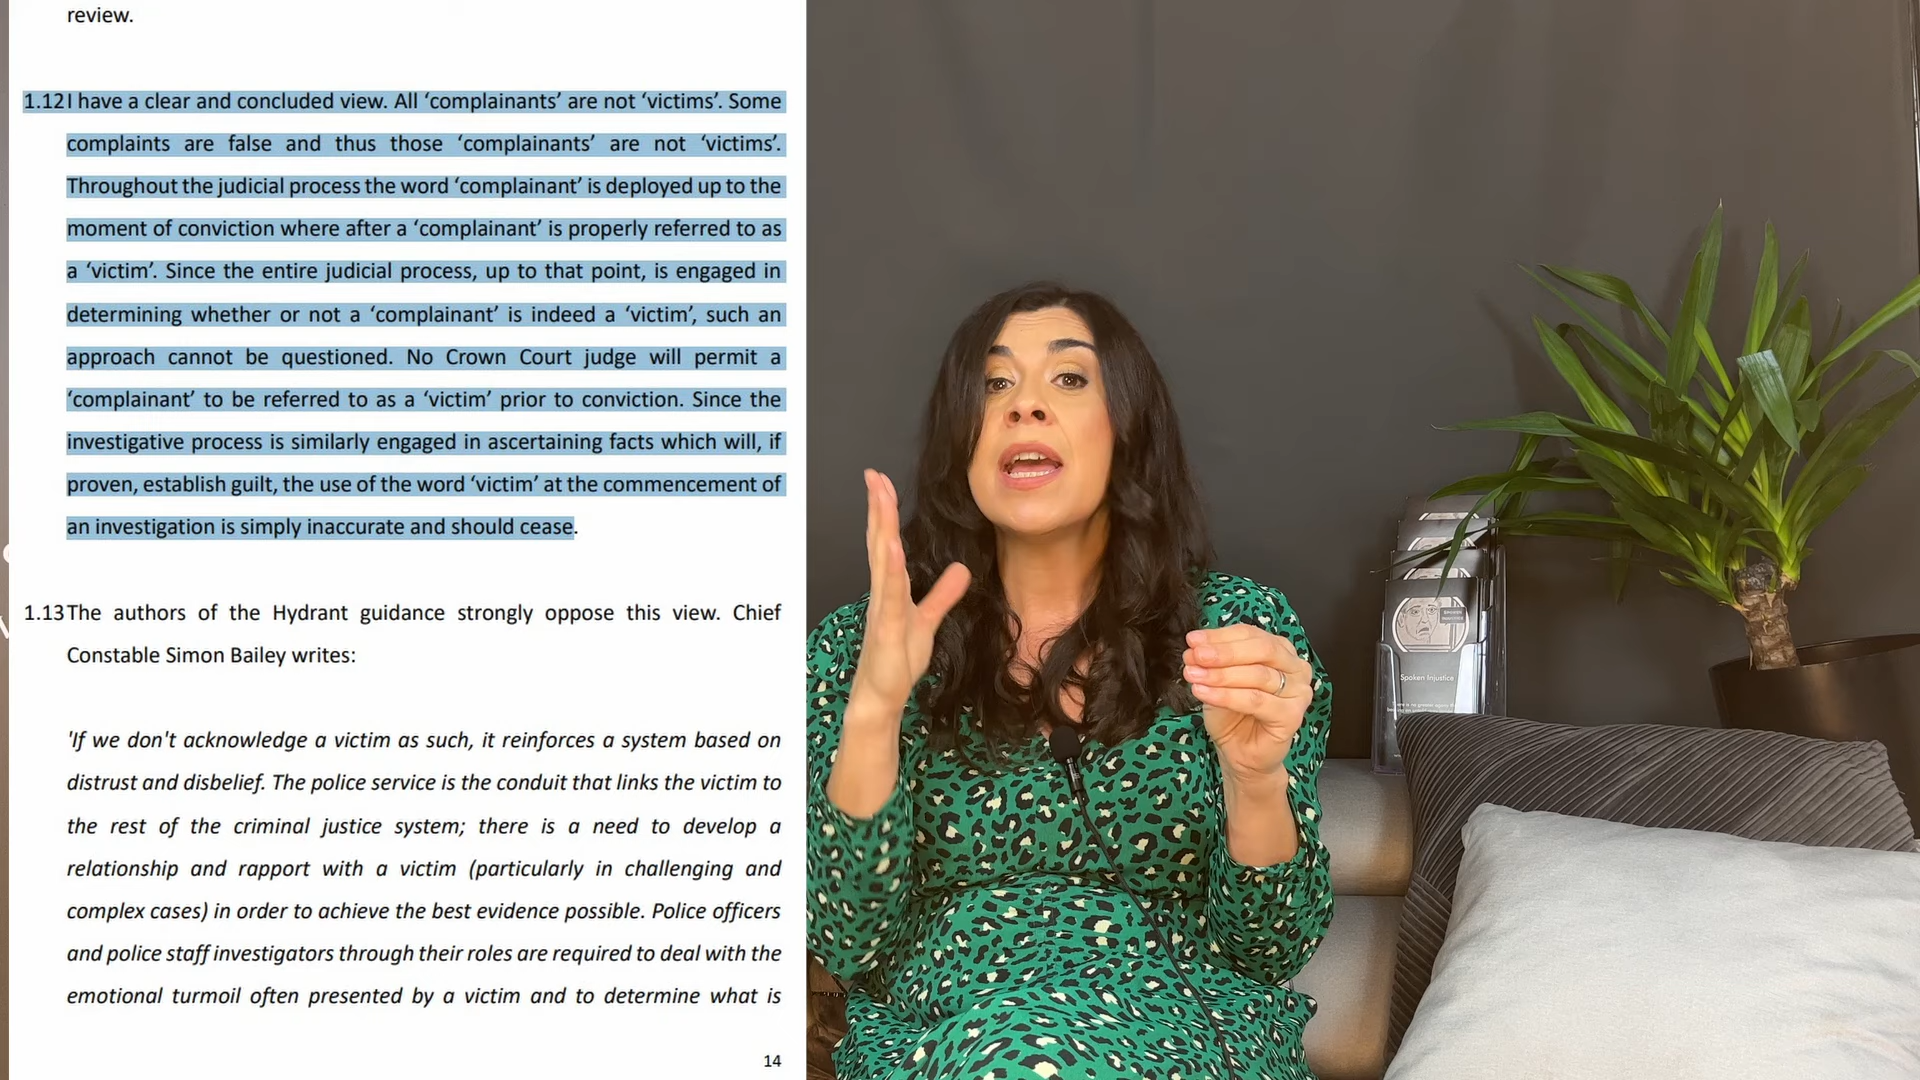 review.
1.12 I have a clear and concluded view. All ‘complainants’ are not ‘victims’. Some
complaints are false and thus those ‘complainants’ are not ‘victims’.
Throughout the judicial process the word ‘complainant’ is deployed up to the
moment of conviction where after a ‘complainant’ is properly referred to as
a ‘victim’. Since the entire judicial process, up to that point, is engaged in
determining whether or not a ‘complainant’ is indeed a ‘victim’, such an
approach cannot be questioned. No Crown Court judge will permit a
‘complainant’ to be referred to as a ‘victim’ prior to conviction. Since the
investigative process is similarly engaged in ascertaining facts which will, if
proven, establish guilt, the use of the word ‘victim’ at the commencement of
an investigation is simply inaccurate and should cease.
1.13 The authors of the Hydrant guidance strongly oppose this view. Chief
Constable Simon Bailey writes:
'If we don't acknowledge a victim as such, it reinforces a system based on
distrust and disbelief. The police service is the conduit that links the victim to
the rest of the criminal justice system; there is a need to develop a
relationship and rapport with a victim (particularly in challenging and
complex cases) in order to achieve the best evidence possible. Police officers
and police staff investigators through their roles are required to deal with the
emotional turmoil often presented by a victim and to determine what is
14
Spoken Injustice